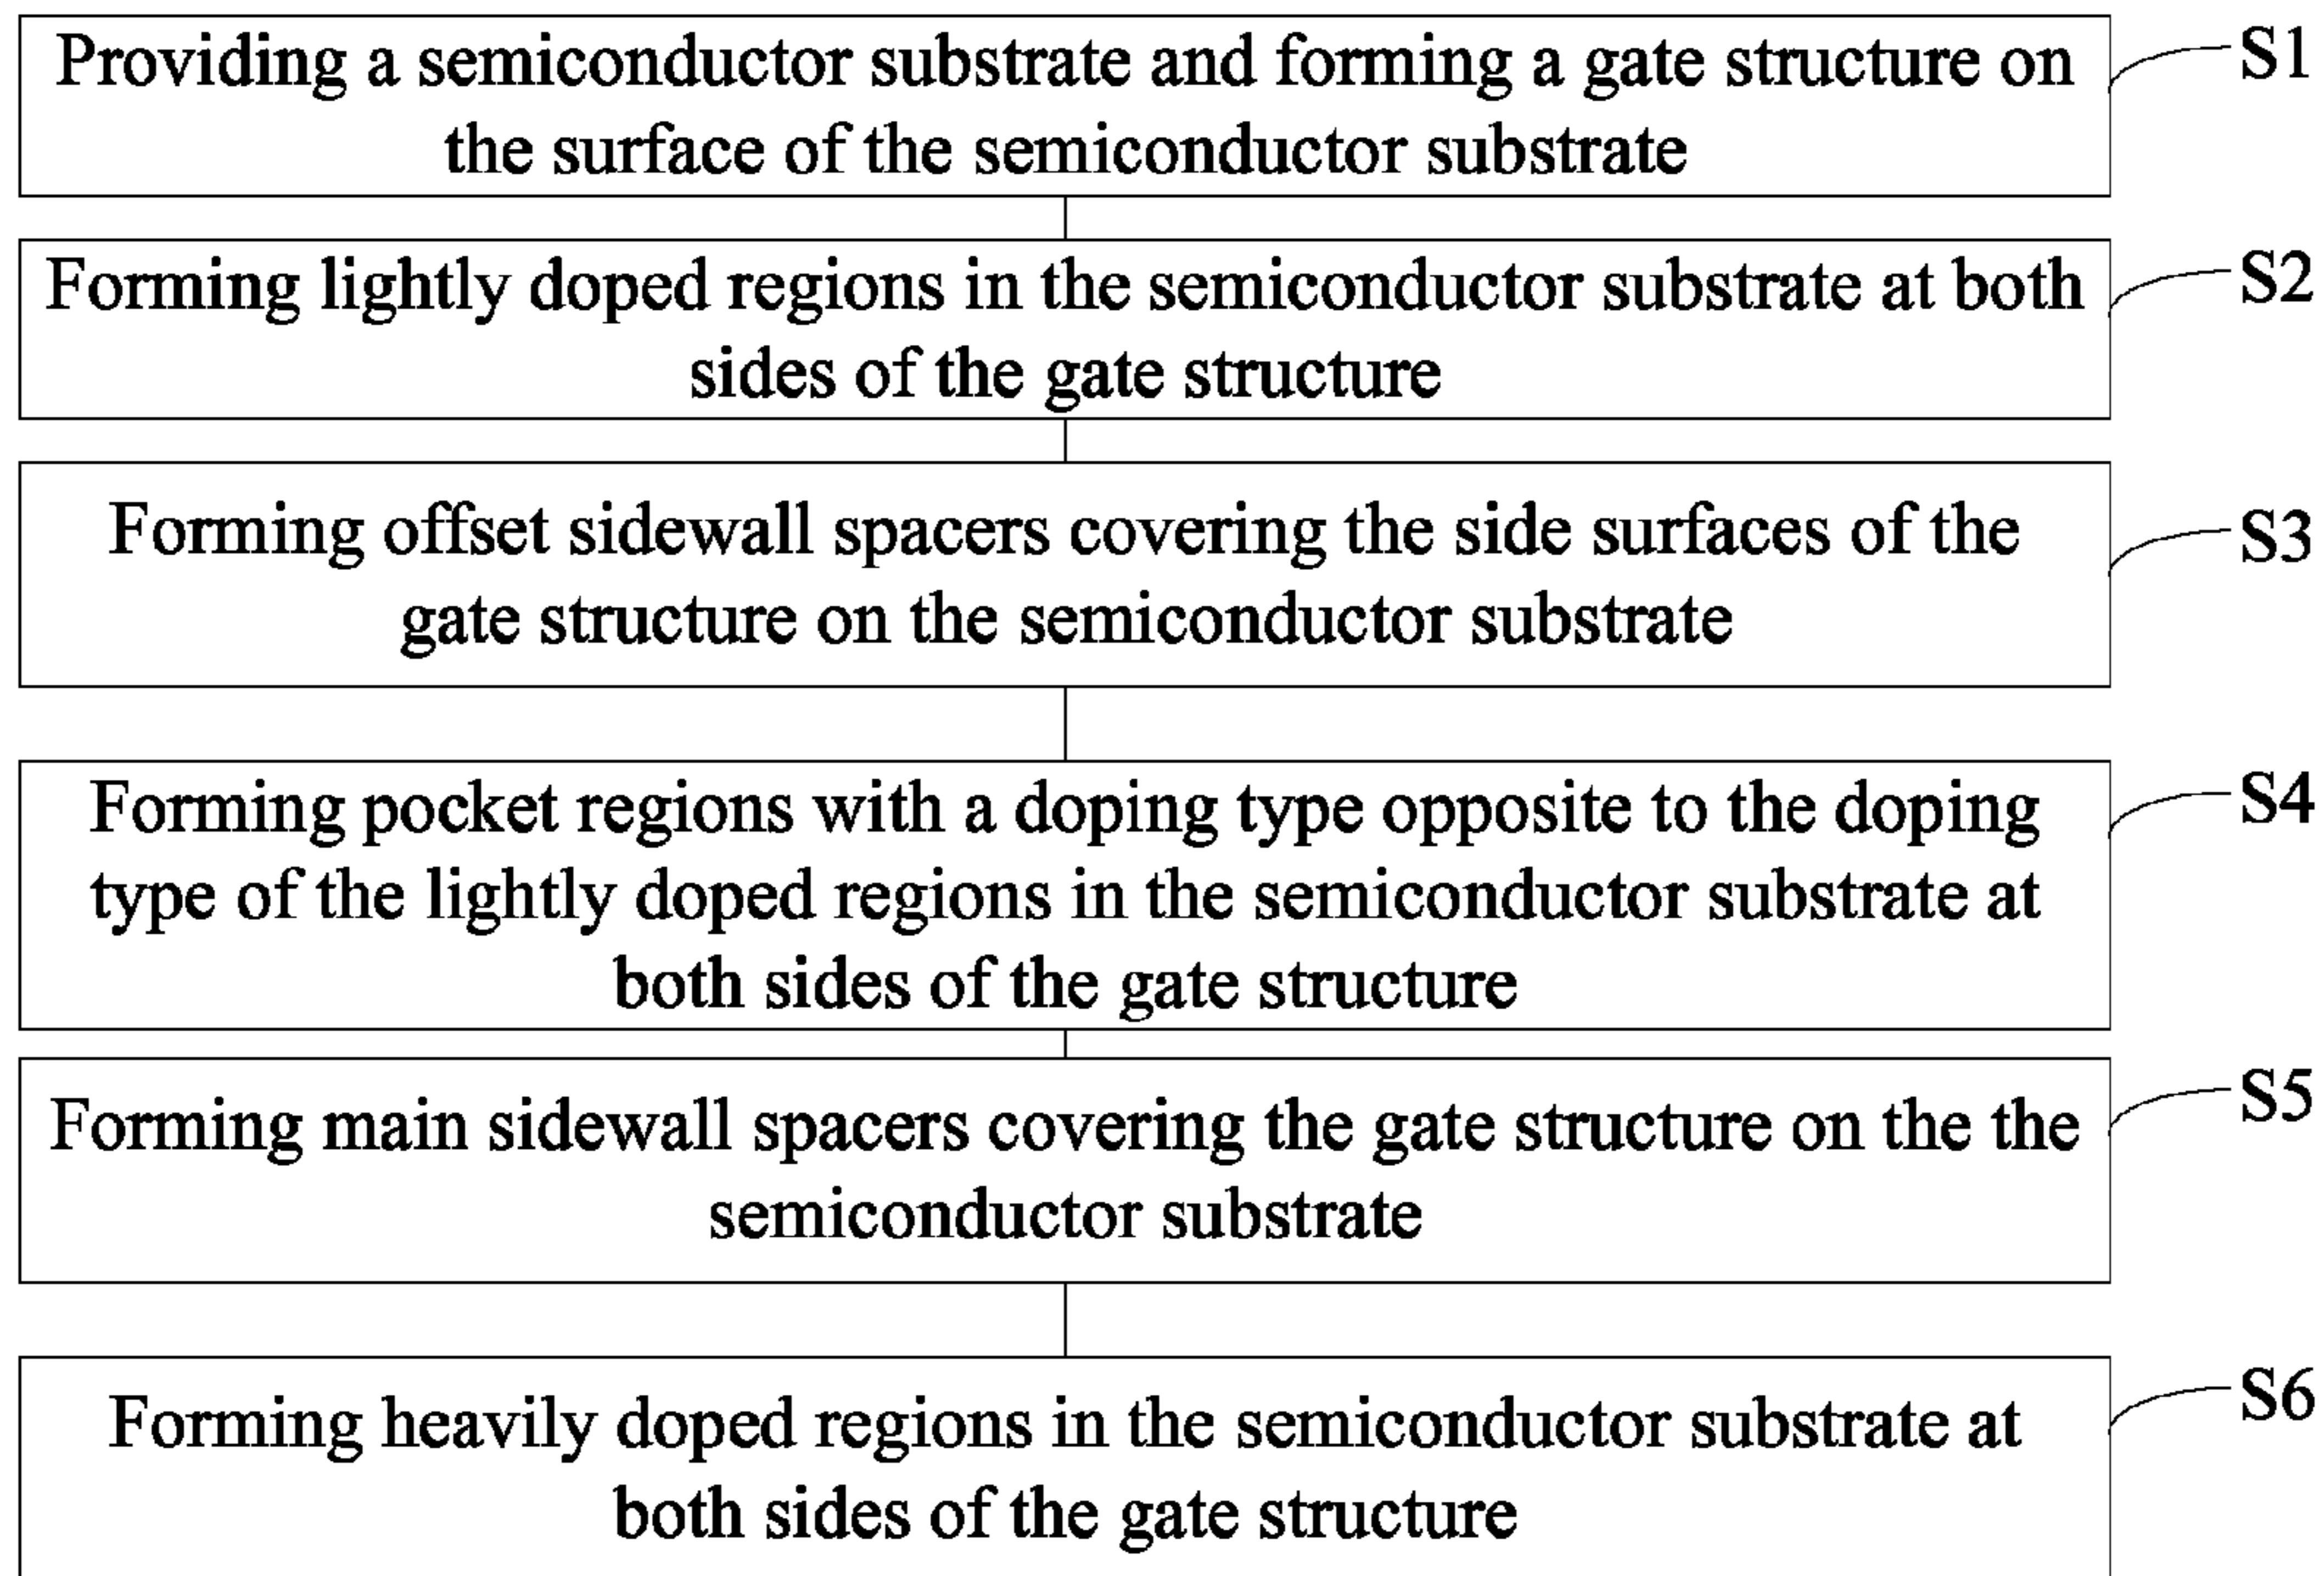 Providing a semiconductor substrate and forming a gate structure on
the surface of the semiconductor substrate
S1
Forming lightly doped regions in the semiconductor substrate at both
sides of the gate structure
S2
Forming offset sidewall spacers covering the side surfaces of the
gate structure on the semiconductor substrate
S3
Forming pocket regions with a doping type opposite to the doping
type of the lightly doped regions in the semiconductor substrate at
both sides of the gate structure
S4
Forming main sidewall spacers covering the gate structure on the the
semiconductor substrate
S5
Forming heavily doped regions in the semiconductor substrate at
both sides of the gate structure
S6